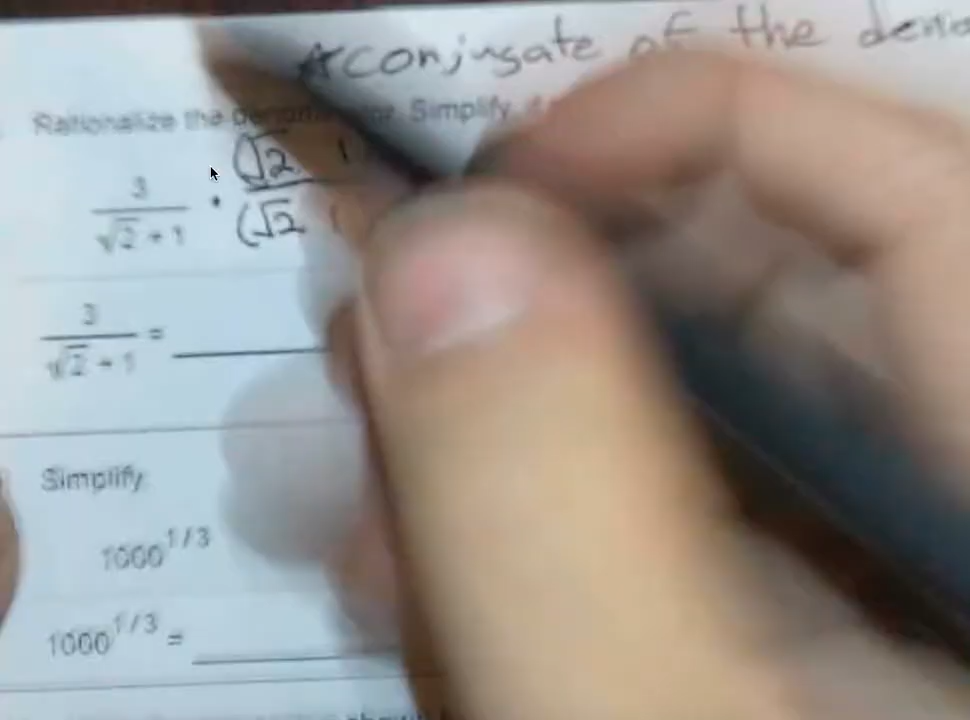 *conjugate of the
Rationalize the Simplify,
3
√2 + 1
·
(√2 1
(√2
3
√2 + 1
=
Simplify
1000^1/3
1000^1/3 =